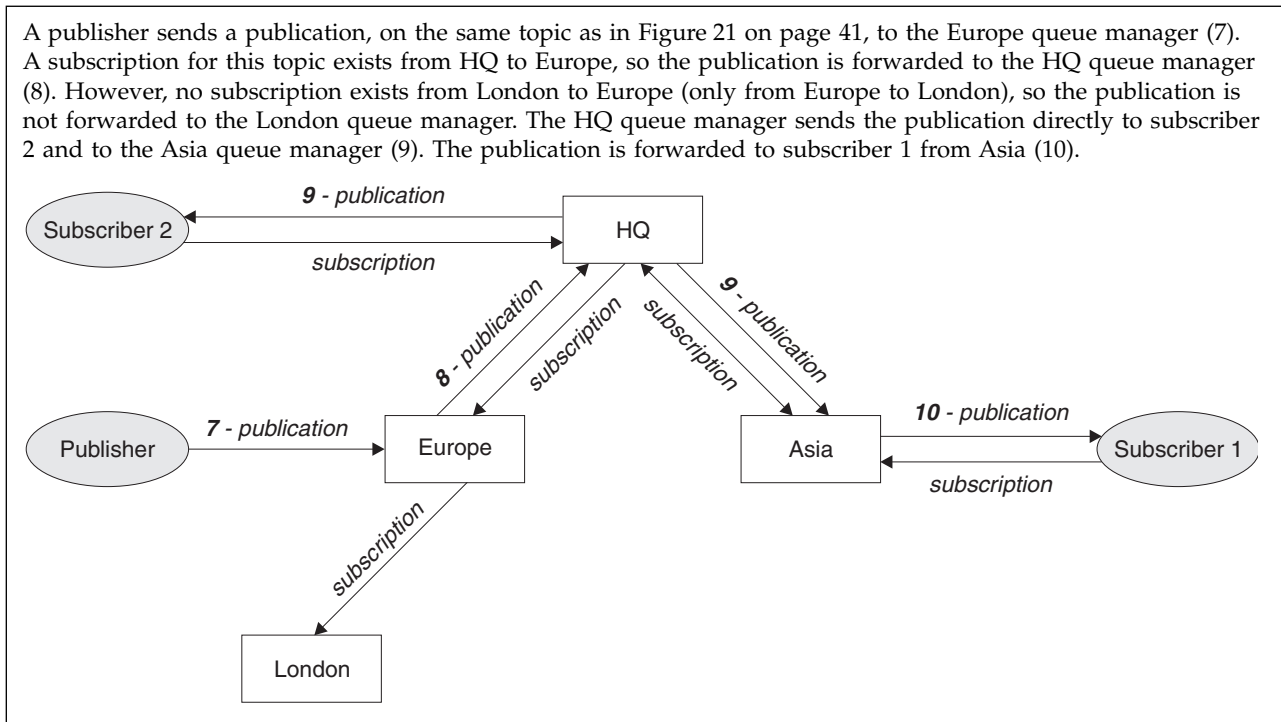 A publisher sends a publication, on the same topic as in Figure 21 on page 41, to the Europe queue manager (7).
A subscription for this topic exists from HQ to Europe, so the publication is forwarded to the HQ queue manager
(8). However, no subscription exists from London to Europe (only from Europe to London), so the publication is
not forwarded to the London queue manager. The HQ queue manager sends the publication directly to subscriber
2 and to the Asia queue manager (9). The publication is forwarded to subscriber 1 from Asia (10).
9 - publication
Subscriber 2
HQ
subscription
8 - publication
subscription
subscription
9 - publication
Publisher
7 - publication
Europe
Asia
10 - publication
Subscriber 1
subscription
subscription
London